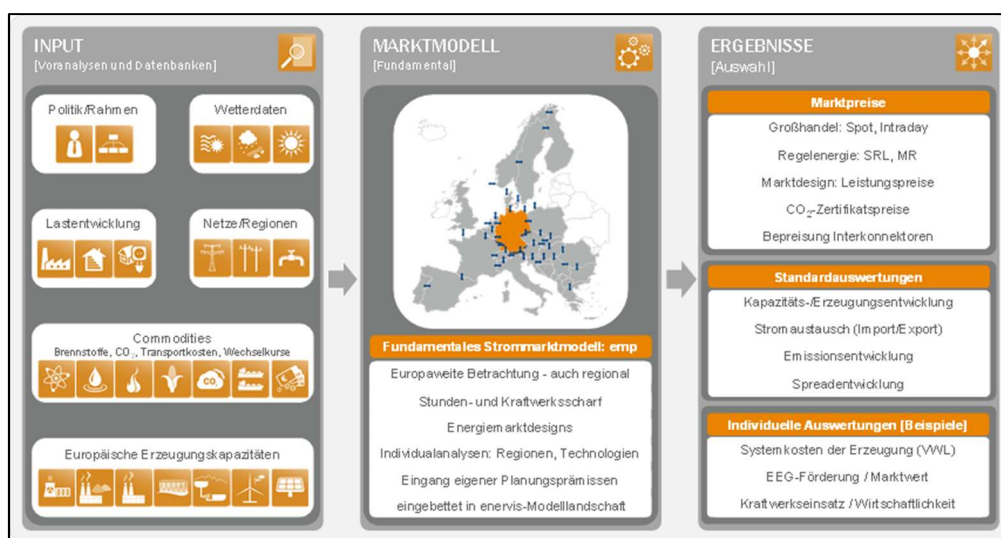 INPUT
[Voranalysen und Datenbanken]
Politik/Rahmen
Wetterdaten
Lastentwicklung
Netze/Regionen
Commodities
Brennstoffe, CO₂, Transportkosten, Wechselkurse
CO₂
Europäische Erzeugungskapazitäten
MARKTMODELL
[Fundamental]
Fundamentales Strommarktmodell: emp
Europaweite Betrachtung - auch regional
Stunden- und Kraftwerksscharf
Energiemarktdesigns
Individualanalysen: Regionen, Technologien
Eingang eigener Planungsprämissen
eingebettet in enervis-Modelllandschaft
ERGEBNISSE
[Auswahl]
Marktpreise
Großhandel: Spot, Intraday
Regelenergie: SRL, MR
Marktdesign: Leistungspreise
CO₂-Zertifikatspreise
Bepreisung Interkonnektoren
Standardauswertungen
Kapazitäts-/Erzeugungsentwicklung
Stromaustausch (Import/Export)
Emissionsentwicklung
Spreadentwicklung
Individuelle Auswertungen [Beispiele]
Systemkosten der Erzeugung (VWL)
EEG-Förderung / Marktwert
Kraftwerkseinsatz / Wirtschaftlichkeit